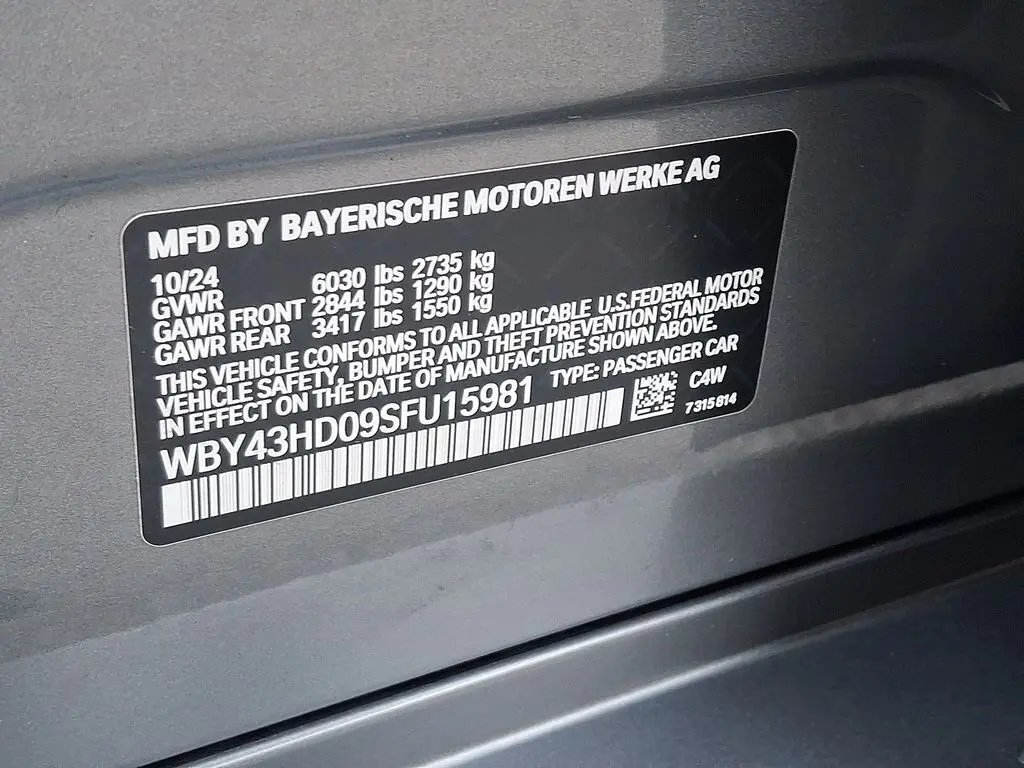 MFD BY BAYERISCHE MOTOREN WERKE AG
10/24
GVWR 6030 lbs 2735 kg
GAWR FRONT 2844 lbs 1290 kg
GAWR REAR 3417 lbs 1550 kg
THIS VEHICLE CONFORMS TO ALL APPLICABLE U.S.FEDERAL MOTOR
VEHICLE SAFETY, BUMPER AND THEFT PREVENTION STANDARDS
IN EFFECT ON THE DATE OF MANUFACTURE SHOWN ABOVE.
WBY43HD09SFU15981 TYPE: PASSENGER CAR
C4W
7315814